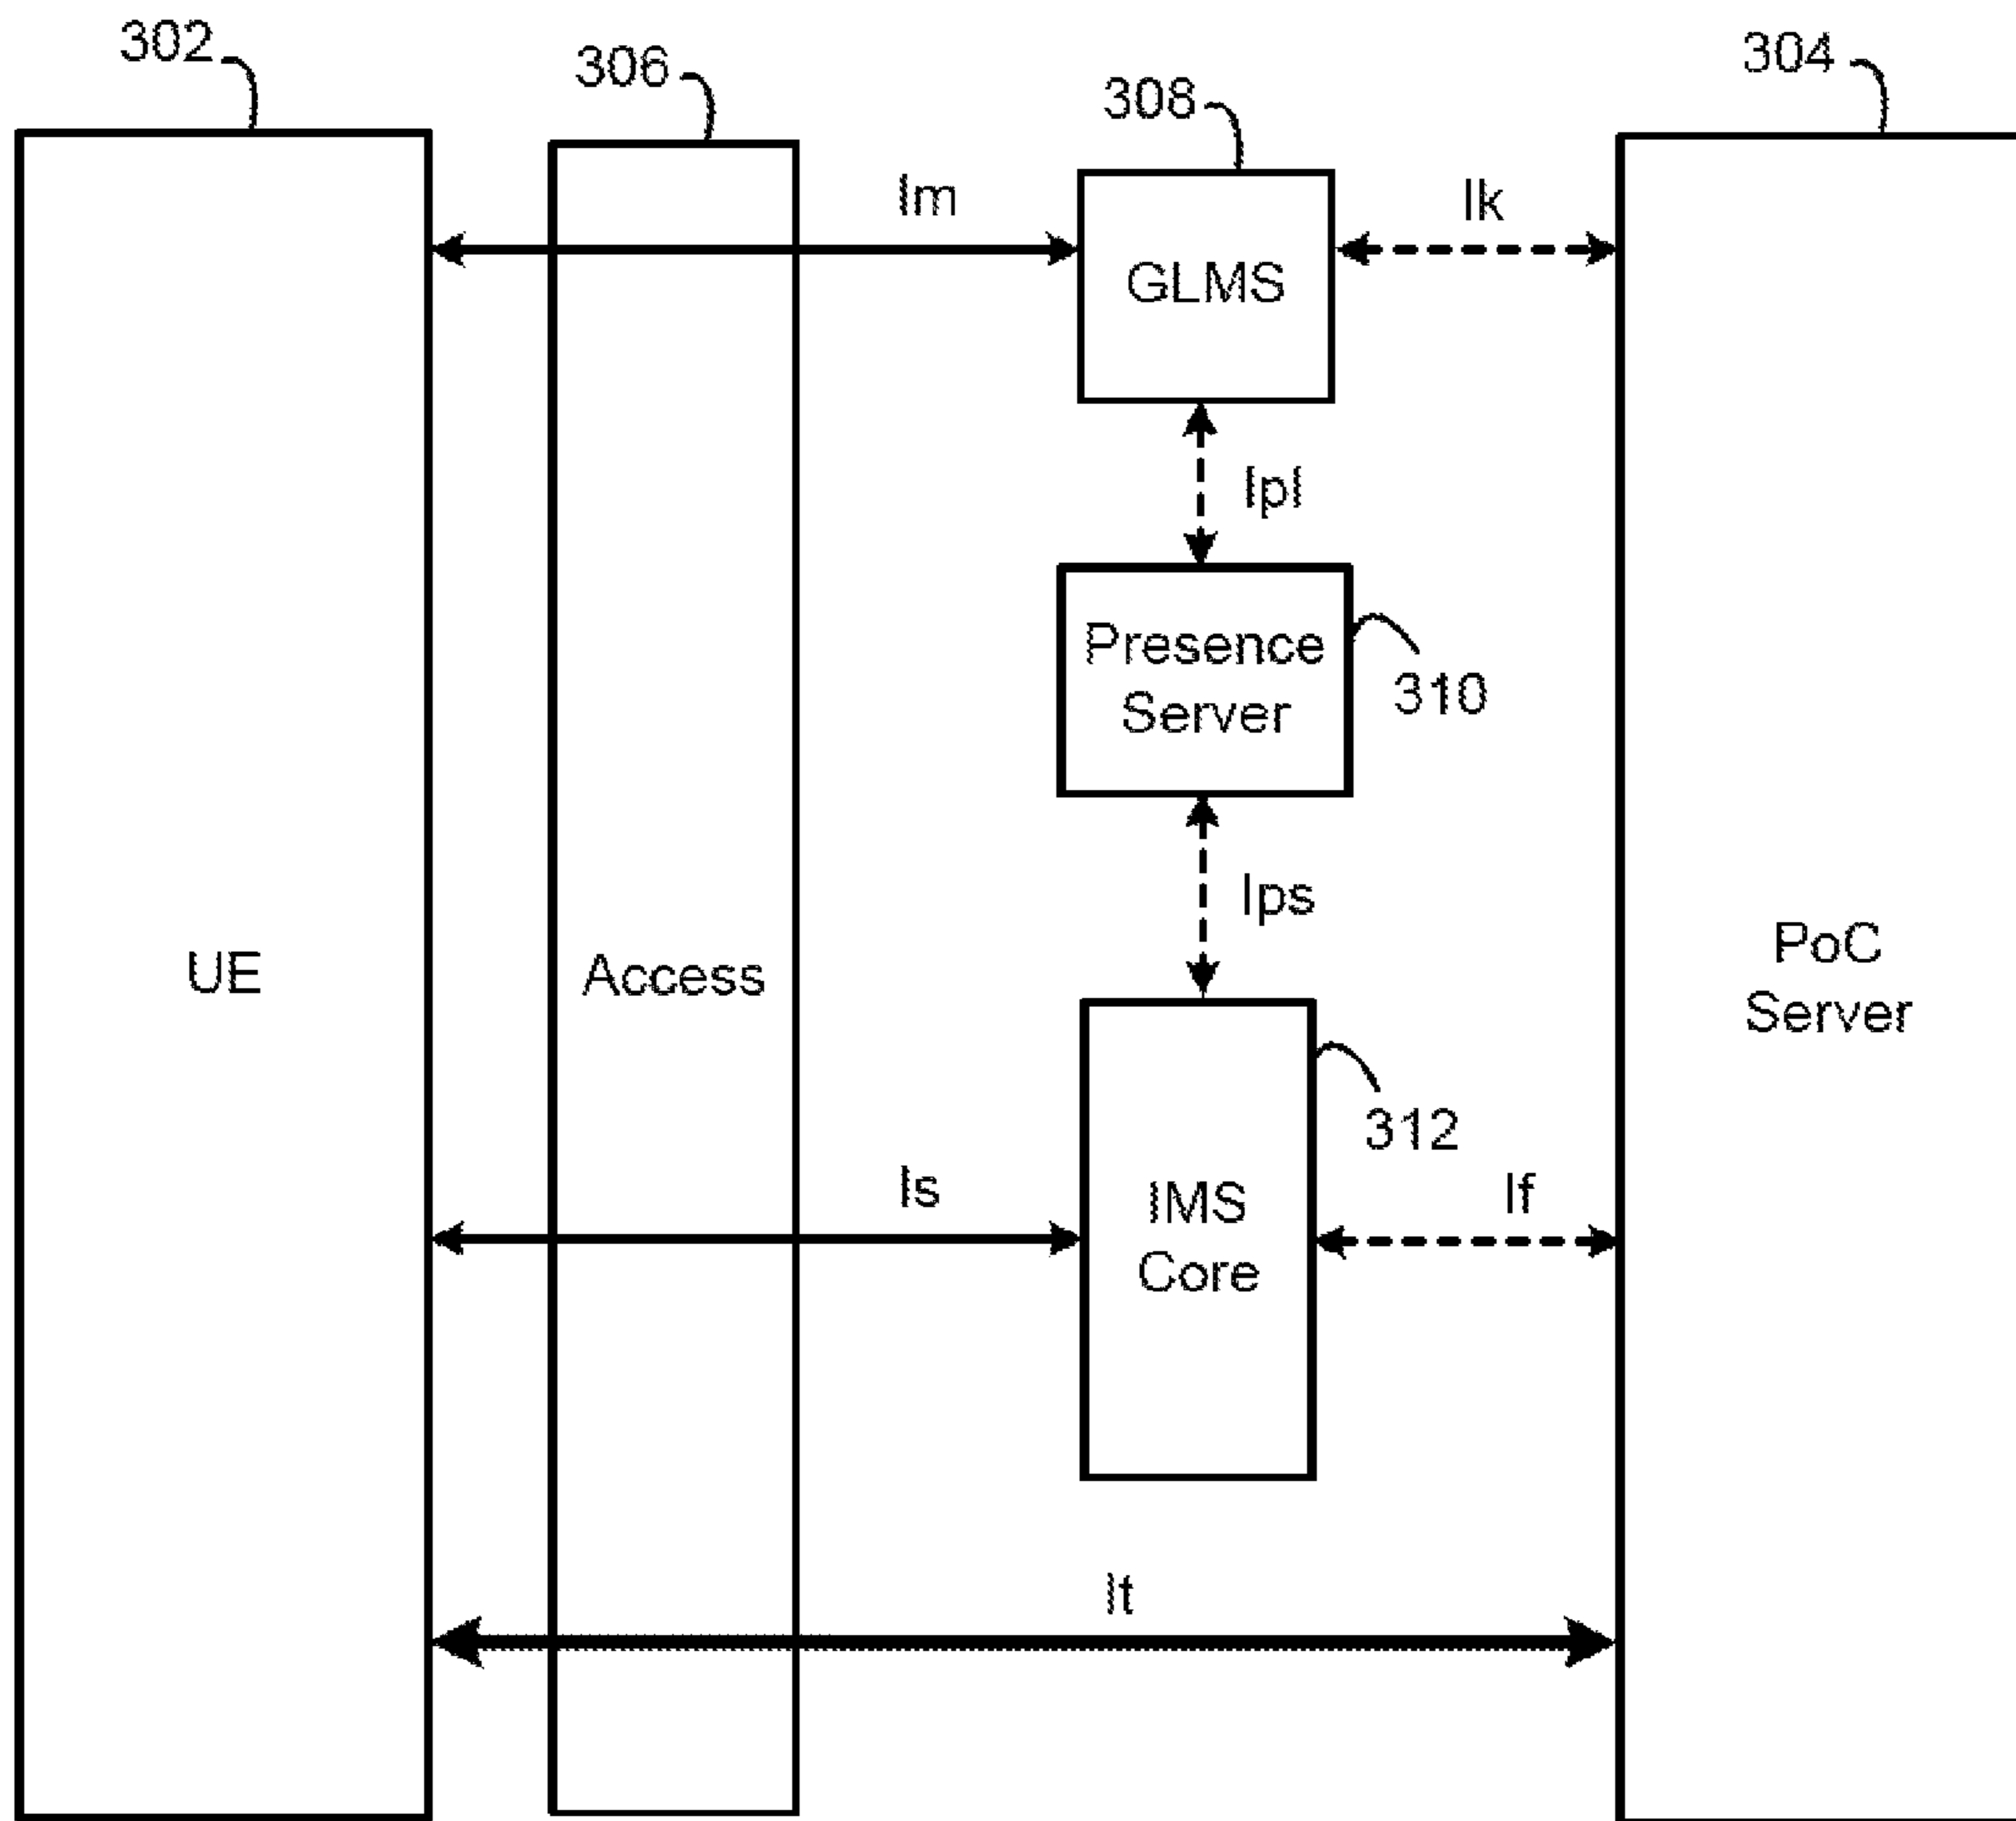 302
306
308
304
Im
Ik
GLMS
Ipl
Presence
Server
310
Ips
UE
Access
PoC
Server
312
Is
IMS
Core
If
It